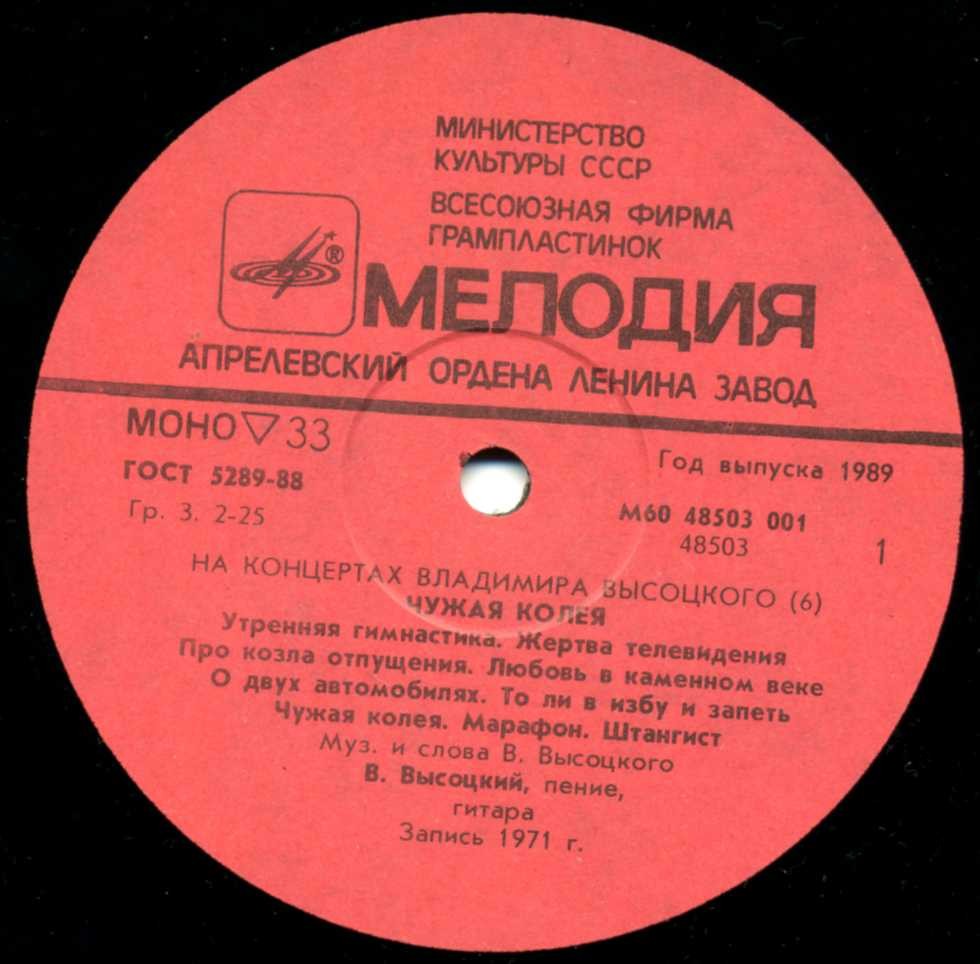 МИНИСТЕРСТВО
КУЛЬТУРЫ СССР
ВСЕСОЮЗНАЯ ФИРМА
ГРАМПЛАСТИНОК
®
МЕЛОДИЯ
АПРЕЛЕВСКИЙ ОРДЕНА ЛЕНИНА ЗАВОД
МОНО ▽ 33
ГОСТ 5289-88
Гр. 3. 2-25
Год выпуска 1989
М60 48503 001
48503
1
НА КОНЦЕРТАХ ВЛАДИМИРА ВЫСОЦКОГО (6)
ЧУЖАЯ КОЛЕЯ
Утренняя гимнастика. Жертва телевидения
Про козла отпущения. Любовь в каменном веке
О двух автомобилях. То ли в избу и запеть
Чужая колея. Марафон. Штангист
Муз. и слова В. Высоцкого
В. Высоцкий, пение,
гитара
Запись 1971 г.